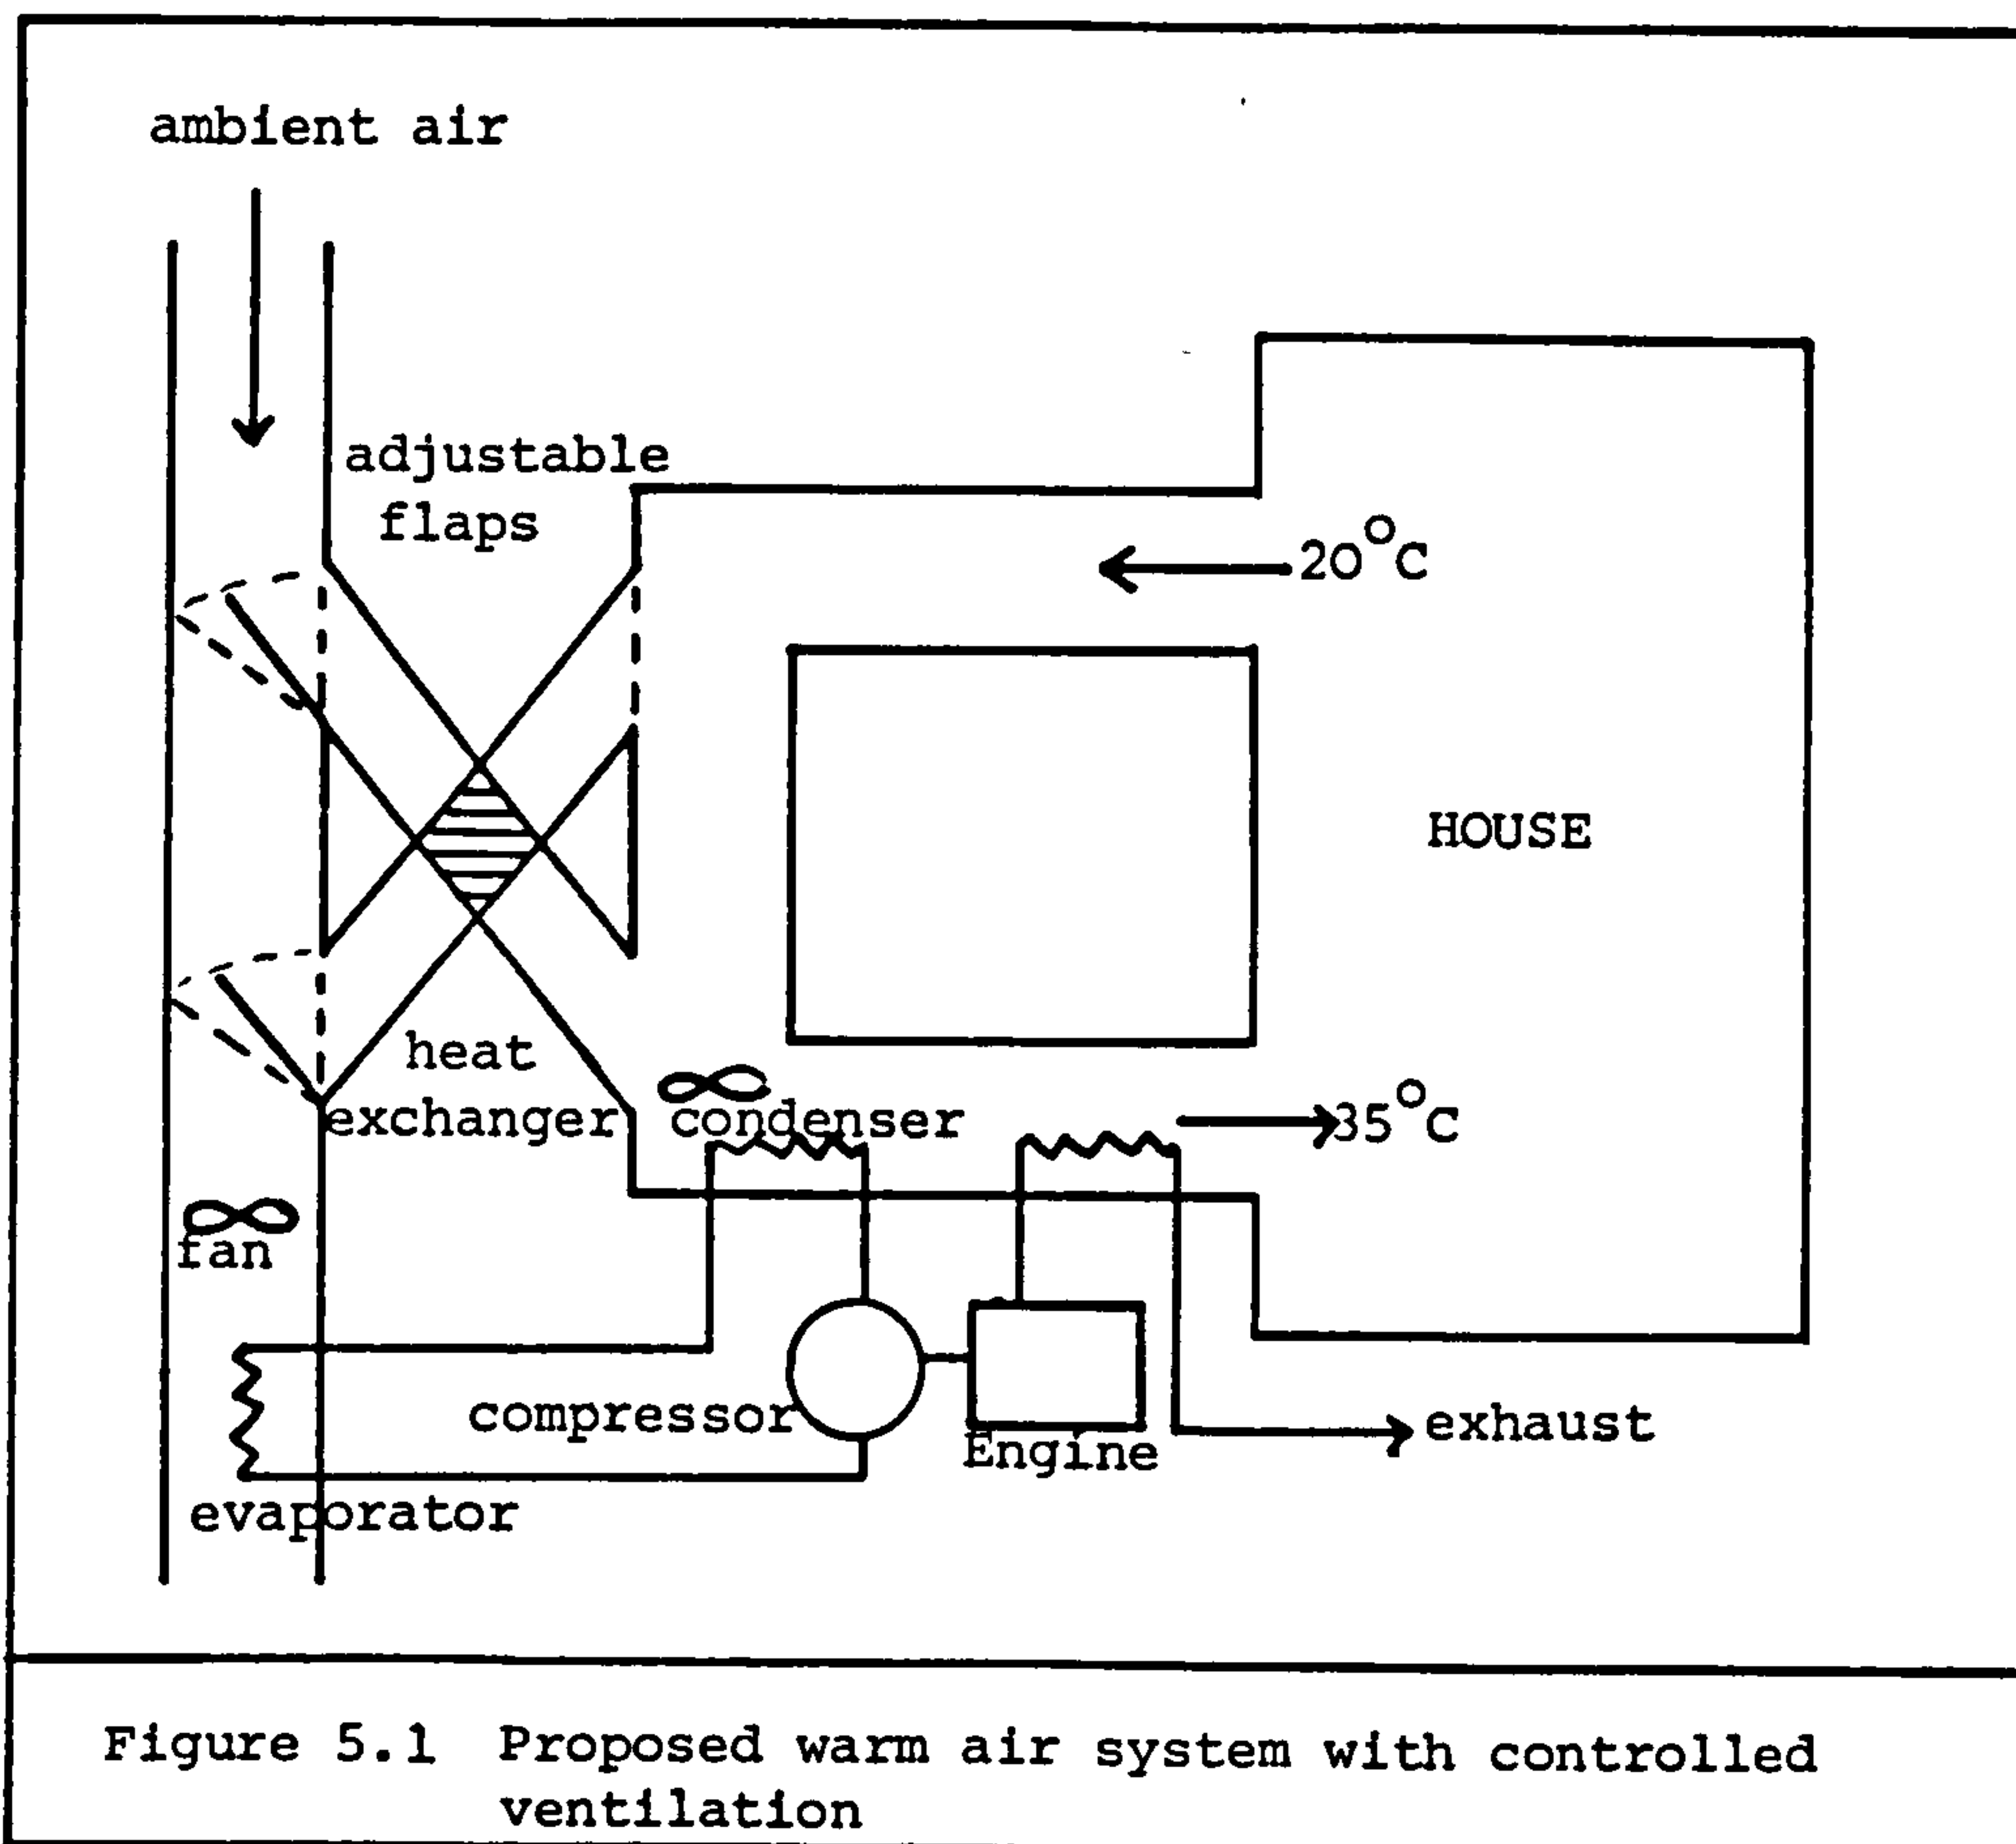 ambient air
adjustable
flaps
20°C
HOUSE
heat
exchanger
condenser
35°C
fan
compressor
Engine
exhaust
evaporator
Figure 5.1 Proposed warm air system with controlled
ventilation